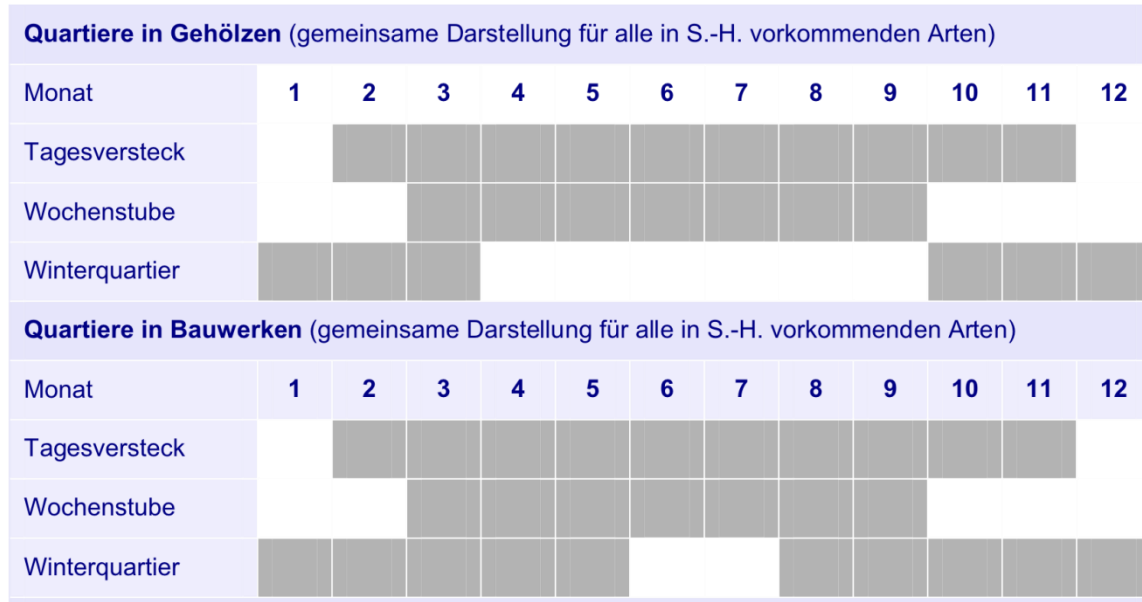 Quartiere in Gehölzen (gemeinsame Darstellung für alle in S.-H. vorkommenden Arten)
Monat 1 2 3 4 5 6 7 8 9 10 11 12
Tagesversteck
Wochenstube
Winterquartier
Quartiere in Bauwerken (gemeinsame Darstellung für alle in S.-H. vorkommenden Arten)
Monat 1 2 3 4 5 6 7 8 9 10 11 12
Tagesversteck
Wochenstube
Winterquartier